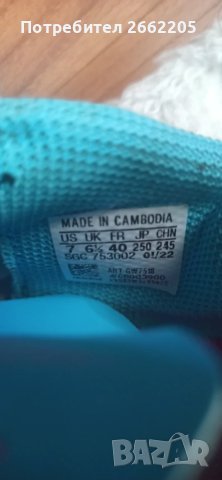 Потребител 2662205
MADE IN CAMBODIA
US UK FR JP CHN
7 6½ 40 250 245
SGC 753002 01/22
ART GW7518
BAZAR